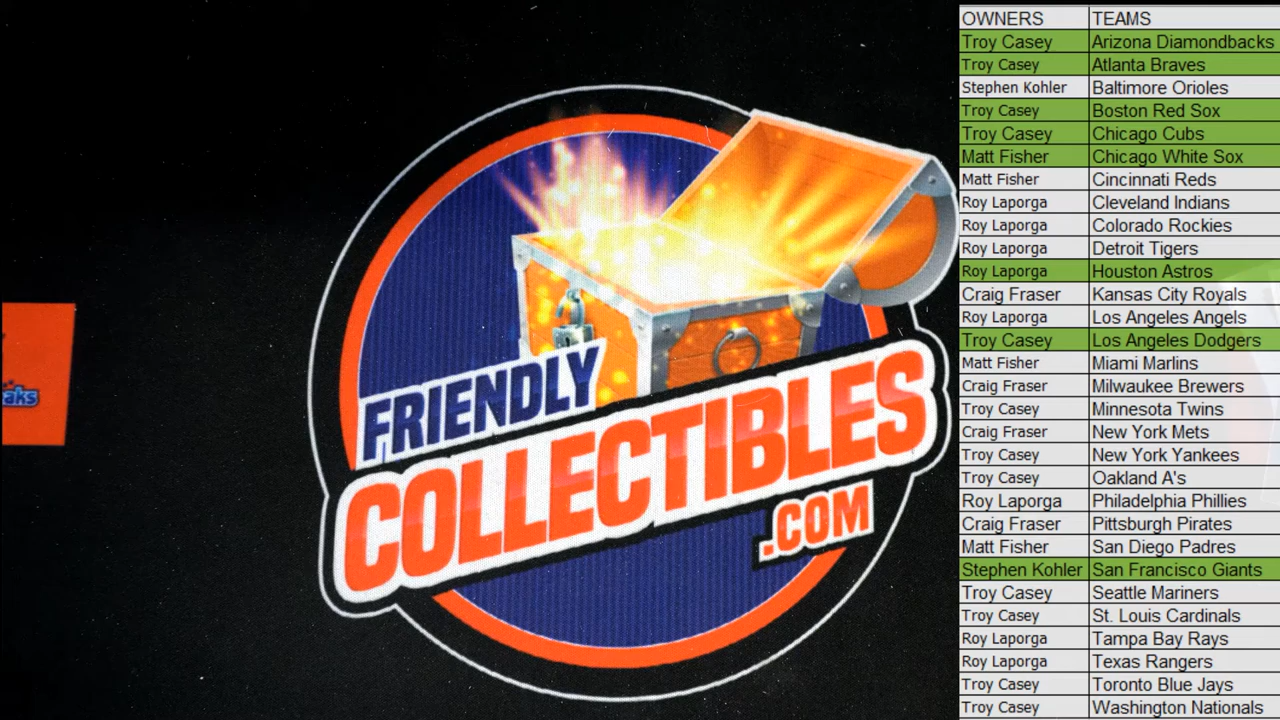 aks
FRIENDLY
COLLECTIBLES
.COM
OWNERS TEAMS
Troy Casey Arizona Diamondbacks
Troy Casey Atlanta Braves
Stephen Kohler Baltimore Orioles
Troy Casey Boston Red Sox
Troy Casey Chicago Cubs
Matt Fisher Chicago White Sox
Matt Fisher Cincinnati Reds
Roy Laporga Cleveland Indians
Roy Laporga Colorado Rockies
Roy Laporga Detroit Tigers
Roy Laporga Houston Astros
Craig Fraser Kansas City Royals
Roy Laporga Los Angeles Angels
Troy Casey Los Angeles Dodgers
Matt Fisher Miami Marlins
Craig Fraser Milwaukee Brewers
Troy Casey Minnesota Twins
Craig Fraser New York Mets
Troy Casey New York Yankees
Troy Casey Oakland A's
Roy Laporga Philadelphia Phillies
Craig Fraser Pittsburgh Pirates
Matt Fisher San Diego Padres
Stephen Kohler San Francisco Giants
Troy Casey Seattle Mariners
Troy Casey St. Louis Cardinals
Roy Laporga Tampa Bay Rays
Roy Laporga Texas Rangers
Troy Casey Toronto Blue Jays
Troy Casey Washington Nationals